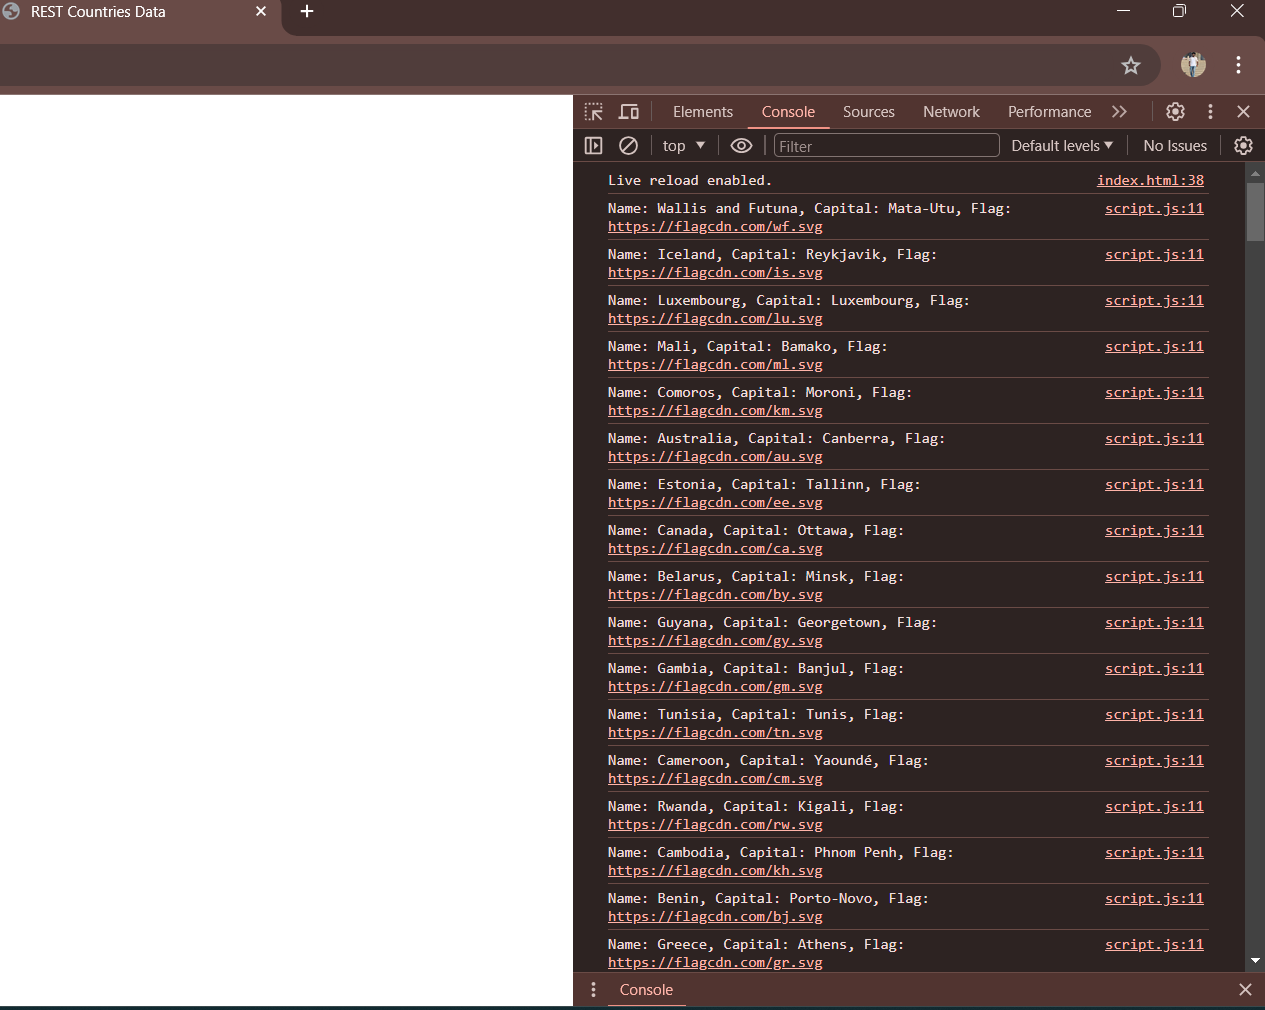 REST Countries Data
Elements Console Sources Network Performance
top Filter Default levels No Issues
Live reload enabled. index.html:38
Name: Wallis and Futuna, Capital: Mata-Utu, Flag: script.js:11
https://flagcdn.com/wf.svg
Name: Iceland, Capital: Reykjavik, Flag: script.js:11
https://flagcdn.com/is.svg
Name: Luxembourg, Capital: Luxembourg, Flag: script.js:11
https://flagcdn.com/lu.svg
Name: Mali, Capital: Bamako, Flag: script.js:11
https://flagcdn.com/ml.svg
Name: Comoros, Capital: Moroni, Flag: script.js:11
https://flagcdn.com/km.svg
Name: Australia, Capital: Canberra, Flag: script.js:11
https://flagcdn.com/au.svg
Name: Estonia, Capital: Tallinn, Flag: script.js:11
https://flagcdn.com/ee.svg
Name: Canada, Capital: Ottawa, Flag: script.js:11
https://flagcdn.com/ca.svg
Name: Belarus, Capital: Minsk, Flag: script.js:11
https://flagcdn.com/by.svg
Name: Guyana, Capital: Georgetown, Flag: script.js:11
https://flagcdn.com/gy.svg
Name: Gambia, Capital: Banjul, Flag: script.js:11
https://flagcdn.com/gm.svg
Name: Tunisia, Capital: Tunis, Flag: script.js:11
https://flagcdn.com/tn.svg
Name: Cameroon, Capital: Yaoundé, Flag: script.js:11
https://flagcdn.com/cm.svg
Name: Rwanda, Capital: Kigali, Flag: script.js:11
https://flagcdn.com/rw.svg
Name: Cambodia, Capital: Phnom Penh, Flag: script.js:11
https://flagcdn.com/kh.svg
Name: Benin, Capital: Porto-Novo, Flag: script.js:11
https://flagcdn.com/bj.svg
Name: Greece, Capital: Athens, Flag: script.js:11
https://flagcdn.com/gr.svg
Console